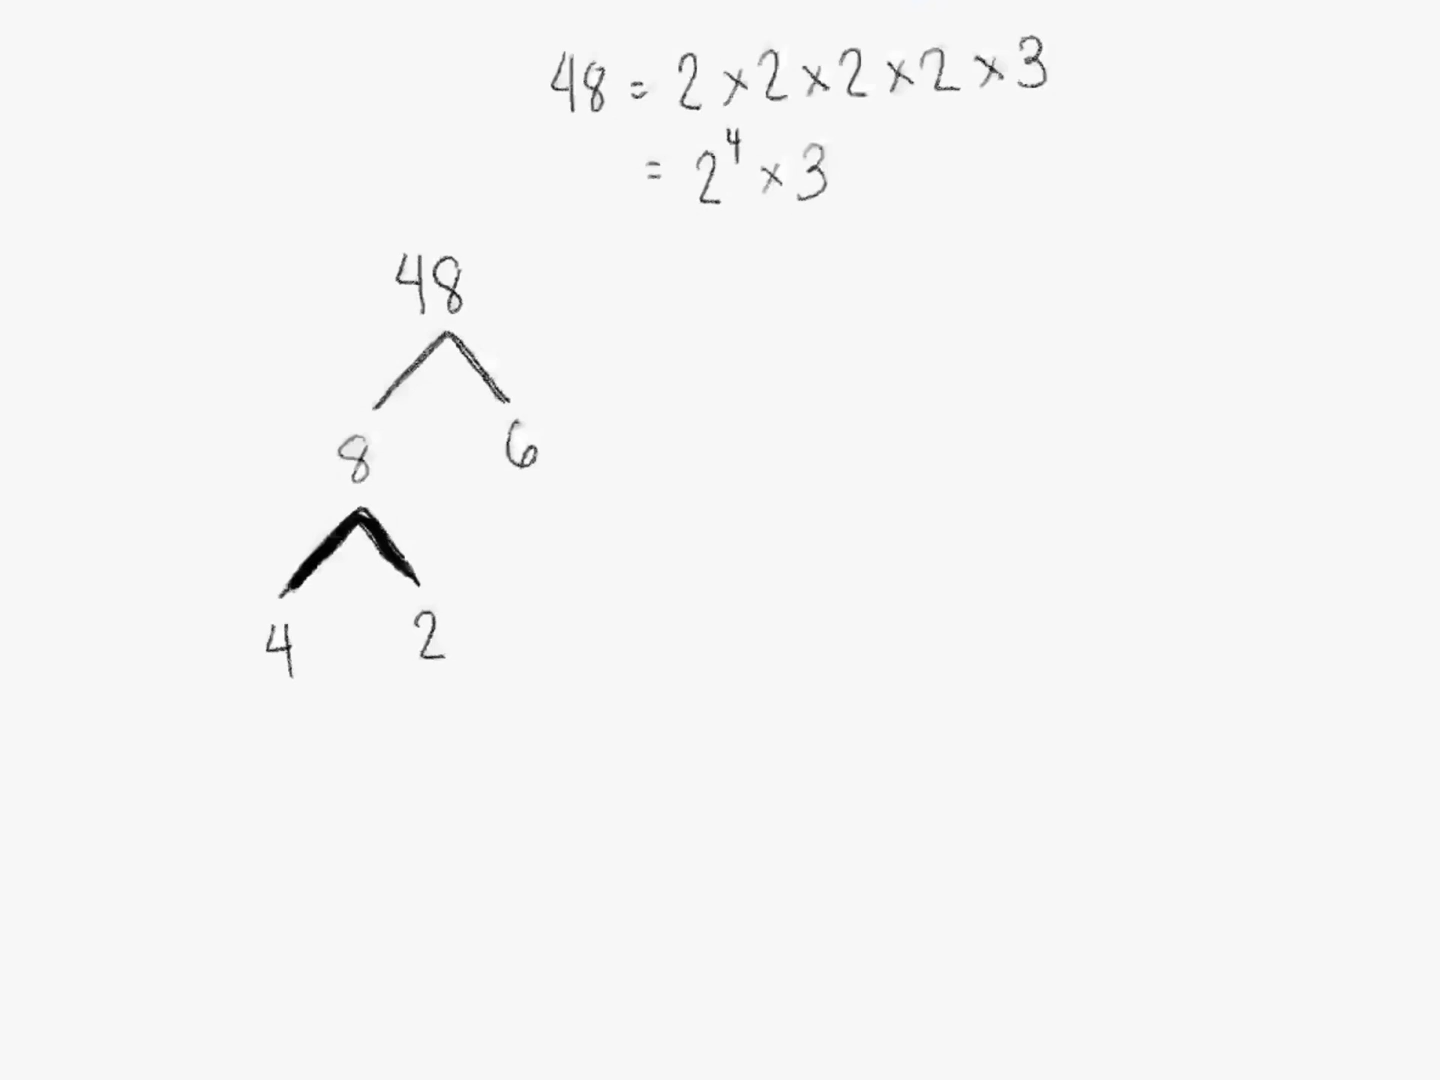 48 = 2 × 2 × 2 × 2 × 3
= 2⁴ × 3
48
8 6
4 2